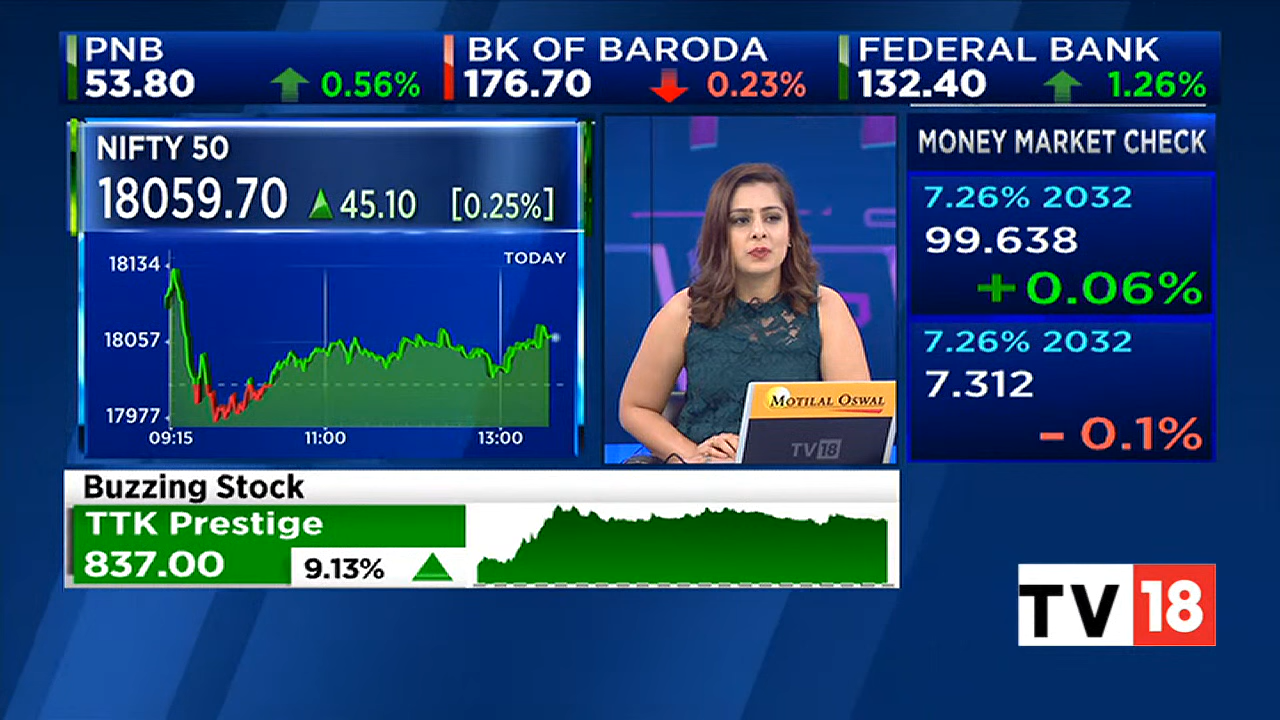 PNB
53.80 0.56%
BK OF BARODA
176.70 0.23%
FEDERAL BANK
132.40 1.26%
NIFTY 50
18059.70 45.10 [0.25%]
TODAY
18134
18057
17977
09:15 11:00 13:00
MOTILAL OSWAL
TV18
MONEY MARKET CHECK
7.26% 2032
99.638
+0.06%
7.26% 2032
7.312
- 0.1%
Buzzing Stock
TTK Prestige
837.00 9.13%
TV18